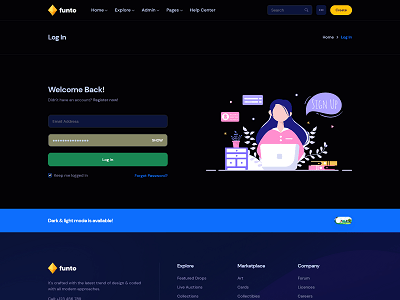 funto
Home Explore Admin Pages Help Center
Search
EN
Create
Log In
Home > Log In
Welcome Back!
Didn't have an account? Register now!
Email Address
SHOW
Log In
Keep me logged in
Forgot Password?
SIGN UP
Dark & light mode is available!
funto
It's crafted with the latest trend of design & coded
with all modern approaches.
Explore
Featured Drops
Live Auctions
Collections
Marketplace
Art
Cards
Collectibles
Company
Forum
Licences
Careers